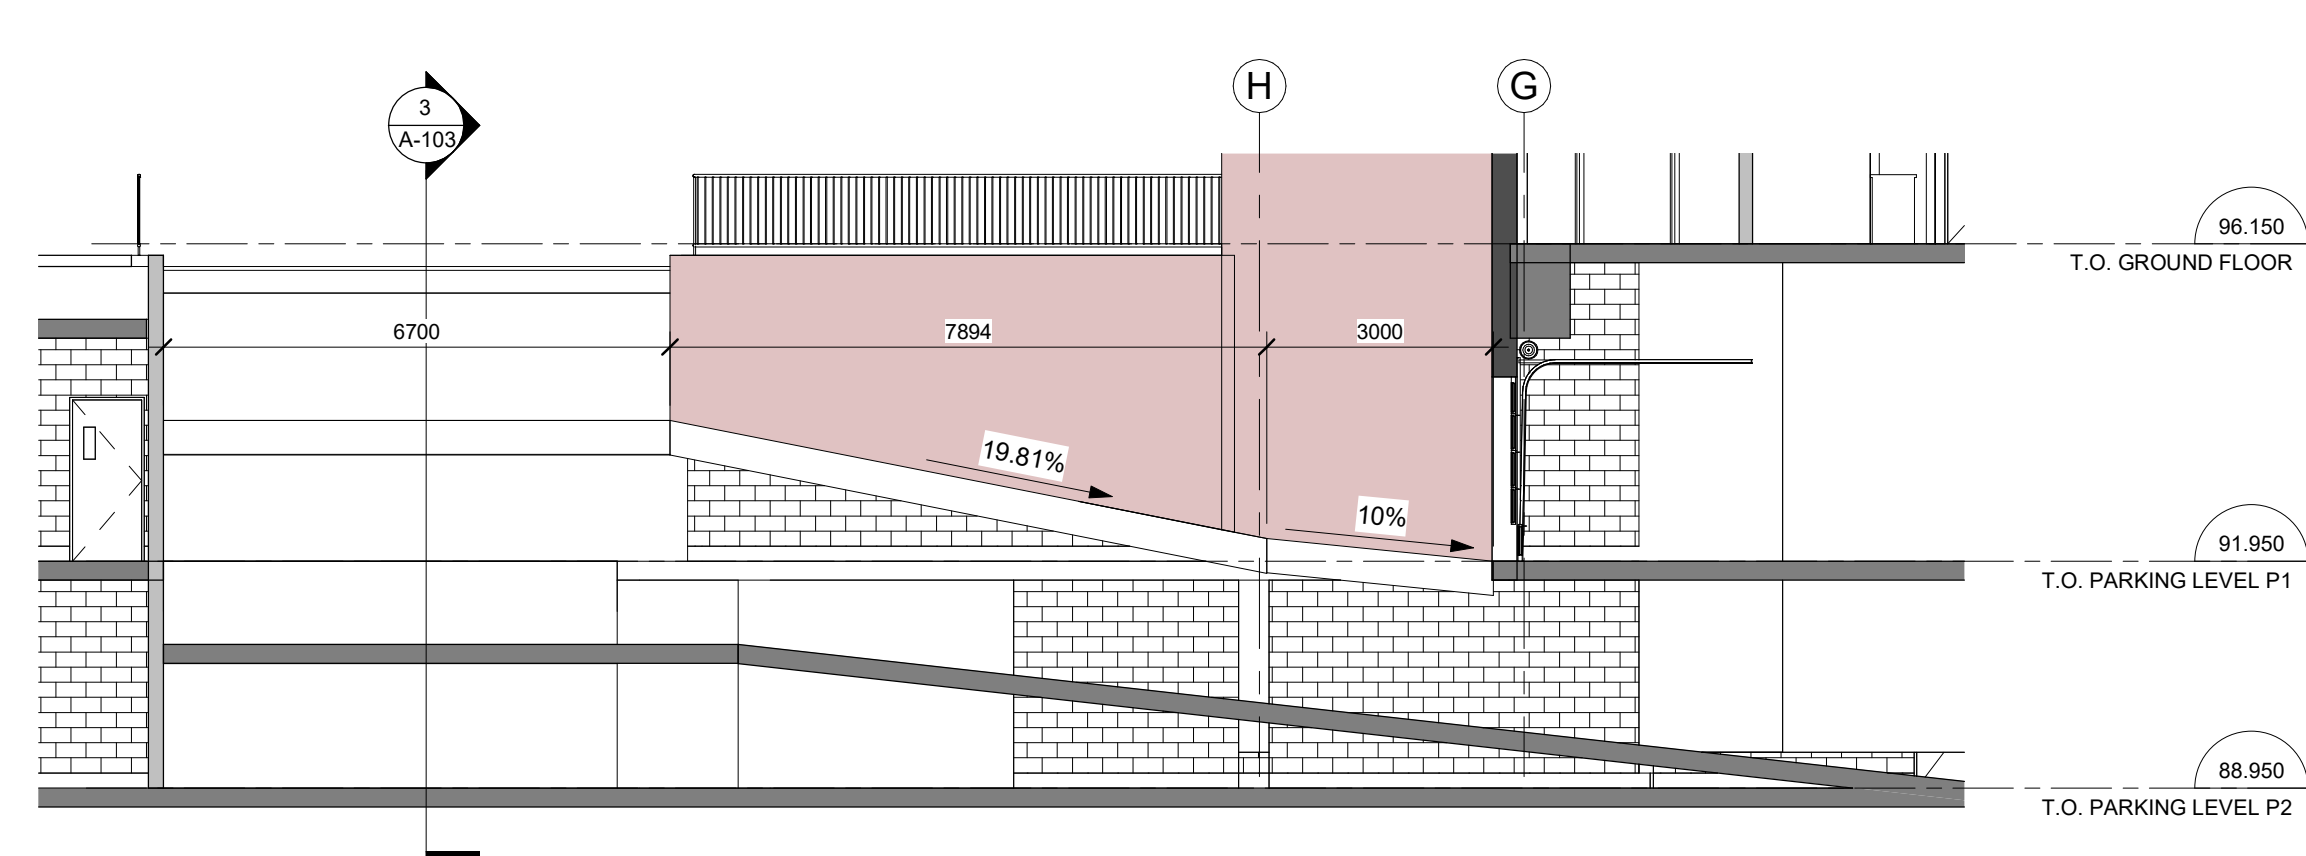 H
G
3
A-103
96.150
T.O. GROUND FLOOR
6700
7894
3000
19.81%
10%
91.950
T.O. PARKING LEVEL P1
88.950
T.O. PARKING LEVEL P2